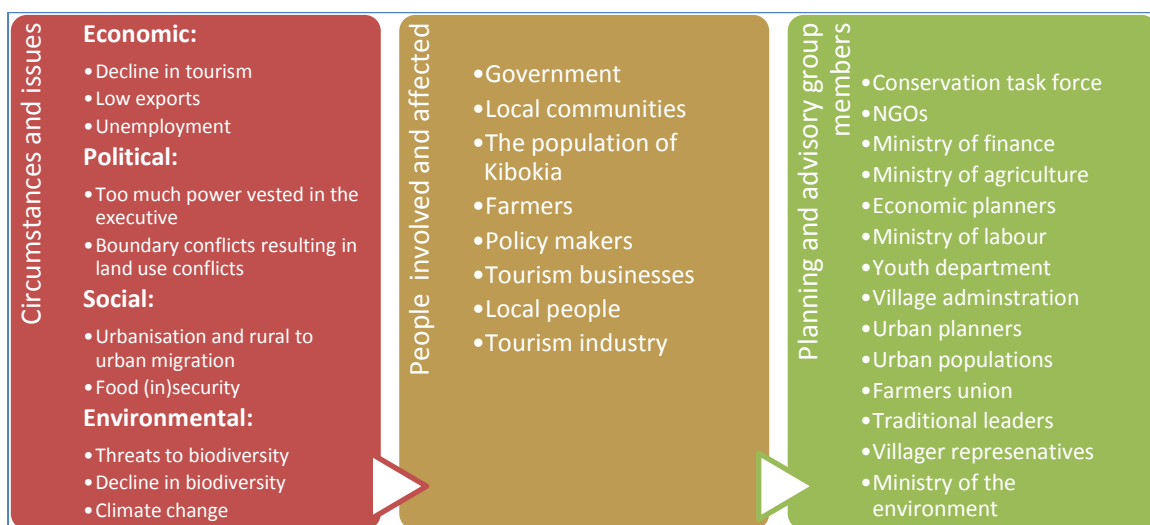 Circumstances and issues
Economic:
•Decline in tourism
•Low exports
•Unemployment
Political:
•Too much power vested in the
executive
•Boundary conflicts resulting in
land use conflicts
Social:
•Urbanisation and rural to
urban migration
•Food (in)security
Environmental:
•Threats to biodiversity
•Decline in biodiversity
•Climate change
People involved and affected
•Government
•Local communities
•The population of
Kibokia
•Farmers
•Policy makers
•Tourism businesses
•Local people
•Tourism industry
Planning and advisory group
members
•Conservation task force
•NGOs
•Ministry of finance
•Ministry of agriculture
•Economic planners
•Ministry of labour
•Youth department
•Village adminstration
•Urban planners
•Urban populations
•Farmers union
•Traditional leaders
•Villager represenatives
•Ministry of the
environment